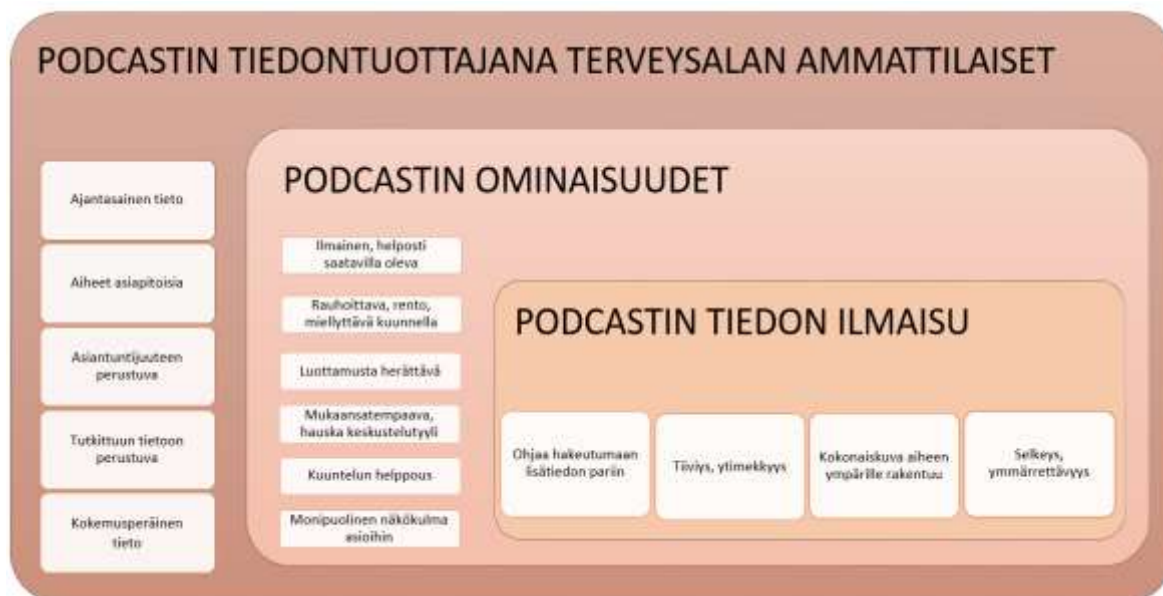 PODCASTIN TIEDONTUOTTAJANA TERVEYSALAN AMMATTILAISET
Ajantasainen tieto
Aiheet asiapitoisia
Asiantuntijuuteen
perustuva
Tutkittuun tietoon
perustuva
Kokemusperäinen
tieto
PODCASTIN OMINAISUUDET
Ilmainen, helposti
saatavilla oleva
Rauhoittava, rento,
miellyttävä kuunnella
Luottamusta herättävä
Mukaansatempaava,
hauska keskustelutyyli
Kuuntelun helppous
Monipuolinen näkökulma
asioihin
PODCASTIN TIEDON ILMAISU
Ohjaa hakeutumaan
lisätiedon pariin
Tiiviys, ytimekkyys
Kokonaiskuva aiheen
ympärille rakentuu
Selkeys,
ymmärrettävyys